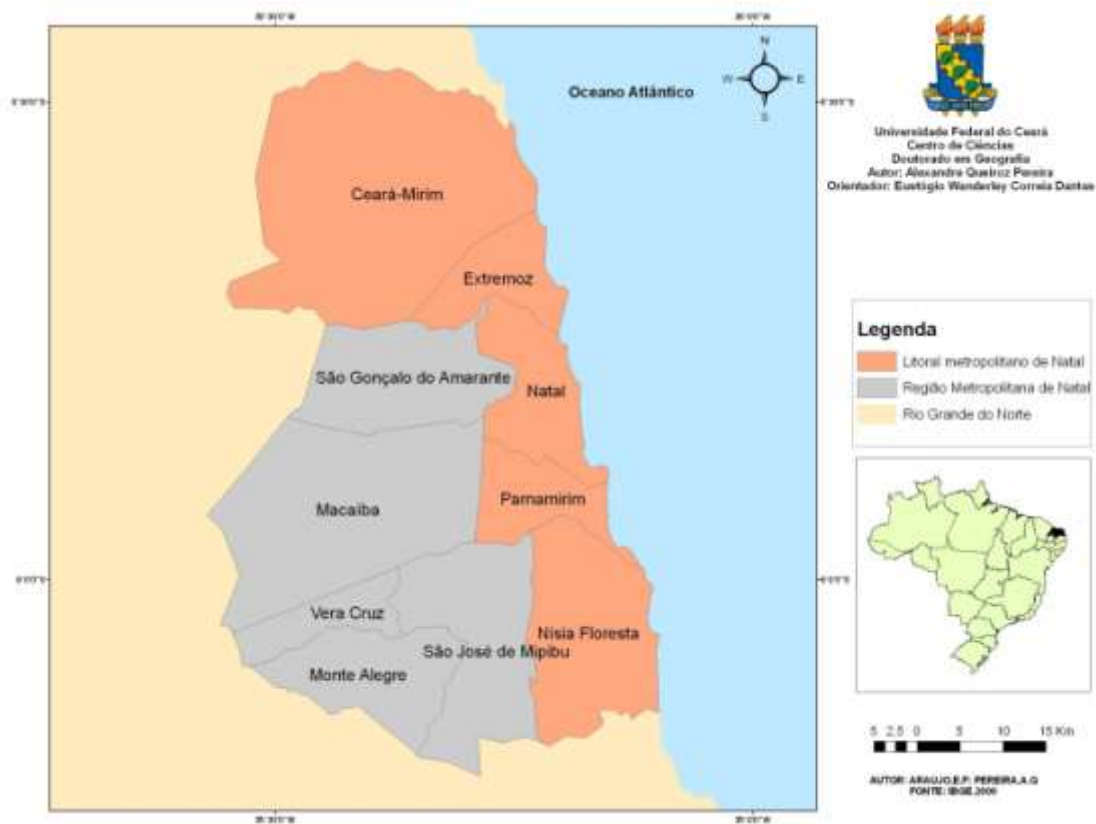 Oceano Atlântico
N
W
E
S
Ceará-Mirim
Extremoz
São Gonçalo do Amarante
Natal
Parnamirim
Macaíba
Vera Cruz
Nísia Floresta
São José de Mipibu
Monte Alegre
Universidade Federal do Ceará
Centro de Ciências
Doutorado em Geografia
Autor: Alexandre Queiroz Pereira
Orientador: Eustógio Wanderley Correia Dantas
Legenda
Litoral metropolitano de Natal
Região Metropolitana de Natal
Rio Grande do Norte
5 2,5 0 5 10 15 Km
AUTOR: ARAÚJO,E.P; PEREIRA,A.Q
FONTE: IBGE,2000